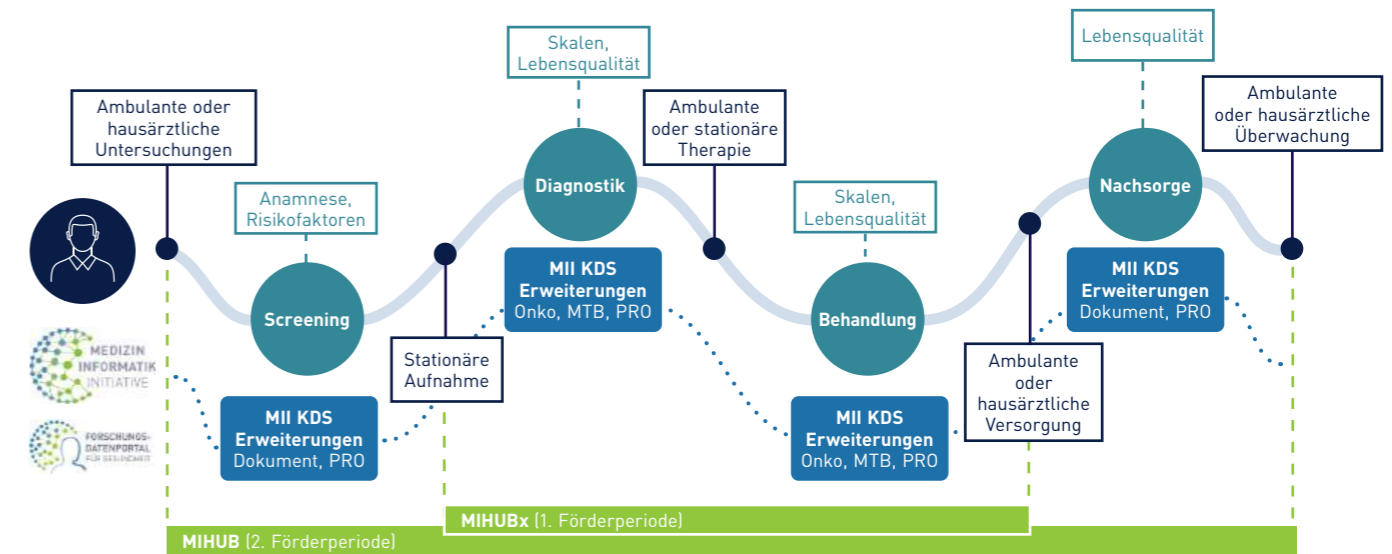 Ambulante oder
hausärztliche
Untersuchungen
Anamnese,
Risikofaktoren
Screening
Stationäre
Aufnahme
Skalen,
Lebensqualität
Diagnostik
Ambulante
oder stationäre
Therapie
Skalen,
Lebensqualität
Behandlung
Ambulante
oder
hausärztliche
Versorgung
Lebensqualität
Nachsorge
Ambulante
oder hausärztliche
Überwachung
MEDIZIN
INFORMATIK
INITIATIVE
FORSCHUNGS-
DATENPORTAL
FÜR GESUNDHEIT
MII KDS
Erweiterungen
Dokument, PRO
MII KDS
Erweiterungen
Onko, MTB, PRO
MII KDS
Erweiterungen
Onko, MTB, PRO
MII KDS
Erweiterungen
Dokument, PRO
MIHUBx (1. Förderperiode)
MIHUB (2. Förderperiode)